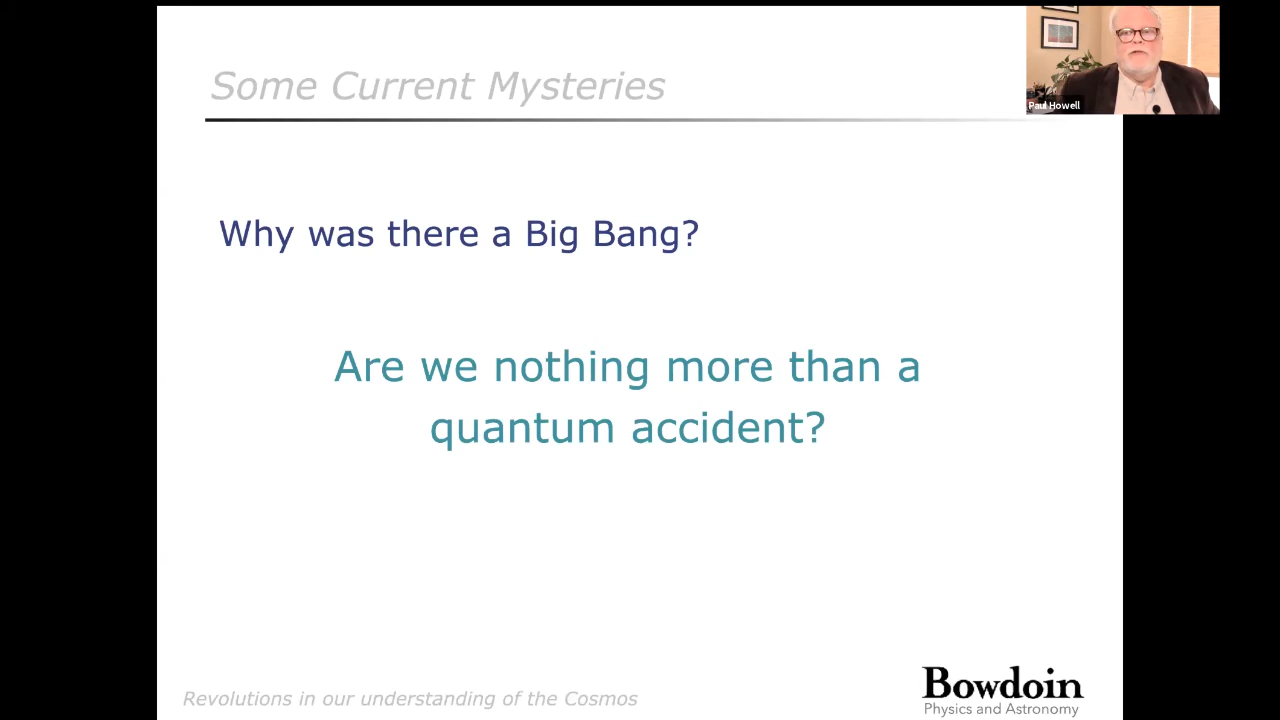 Some Current Mysteries
Paul Howell
Why was there a Big Bang?
Are we nothing more than a
quantum accident?
Revolutions in our understanding of the Cosmos
Bowdoin
Physics and Astronomy